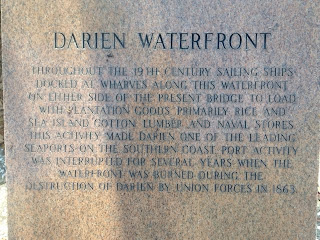 DARIEN WATERFRONT
THROUGHOUT THE 19TH CENTURY SAILING SHIPS
DOCKED AT WHARVES ALONG THIS WATERFRONT
ON EITHER SIDE OF THE PRESENT BRIDGE TO LOAD
WITH PLANTATION GOODS PRIMARILY RICE AND
SEA ISLAND COTTON, LUMBER AND NAVAL STORES.
THIS ACTIVITY MADE DARIEN ONE OF THE LEADING
SEAPORTS ON THE SOUTHERN COAST. PORT ACTIVITY
WAS INTERRUPTED FOR SEVERAL YEARS WHEN THE
WATERFRONT WAS BURNED DURING THE
DESTRUCTION OF DARIEN BY UNION FORCES IN 1863.